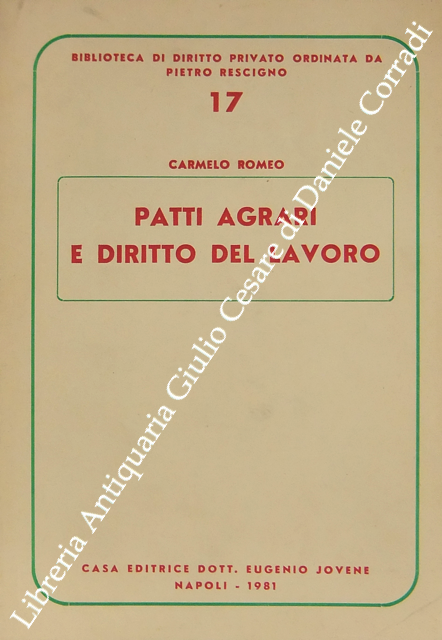 BIBLIOTECA DI DIRITTO PRIVATO ORDINATA DA
PIETRO RESCIGNO
17
CARMELO ROMEO
PATTI AGRARI
E DIRITTO DEL LAVORO
CASA EDITRICE DOTT. EUGENIO JOVENE
NAPOLI - 1981
Libreria Antiquaria Giulio Cesare di Daniele Corradi